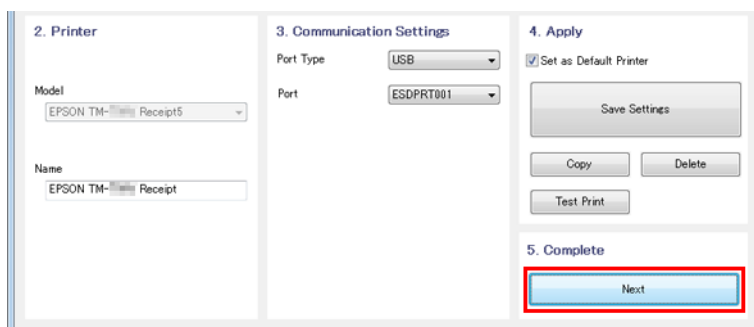 2. Printer
Model
EPSON TM- Receipt5
Name
EPSON TM- Receipt
3. Communication Settings
Port Type
USB
Port
ESDPRT001
4. Apply
Set as Default Printer
Save Settings
Copy
Delete
Test Print
5. Complete
Next